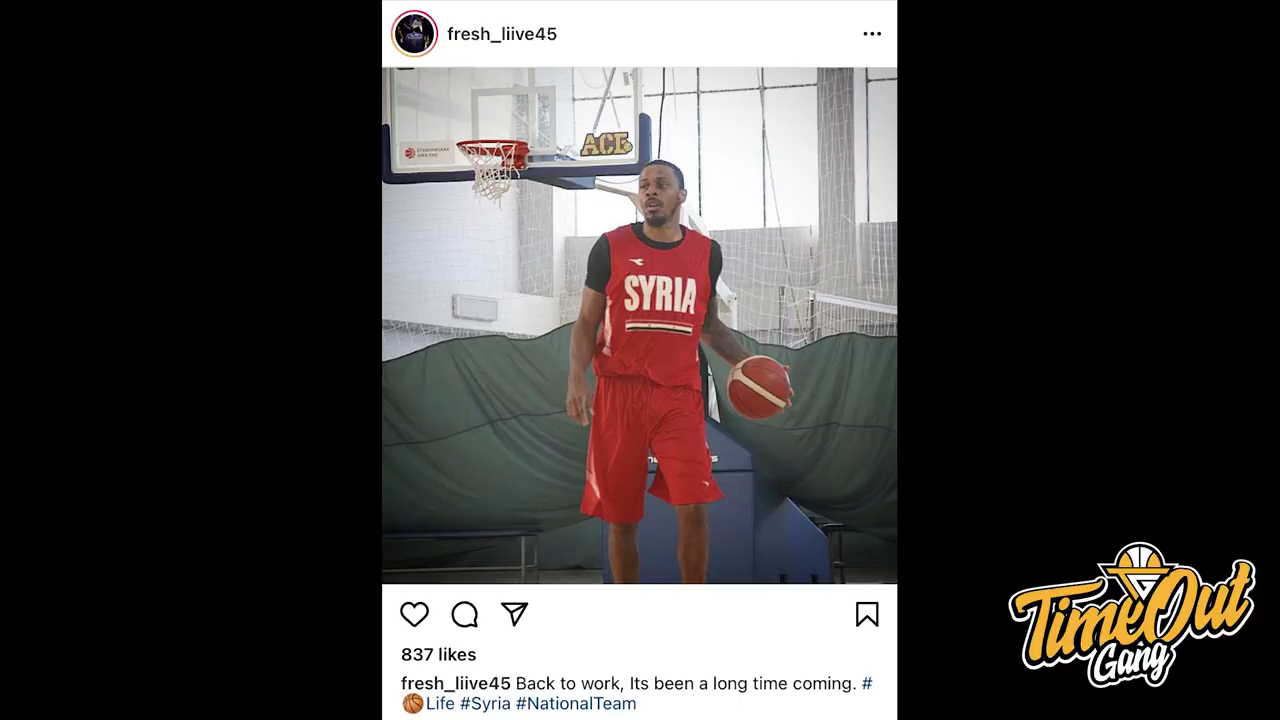 fresh_liive45
ACE
SYRIA
837 likes
fresh_liive45 Back to work, Its been a long time coming. #
🏀Life #Syria #NationalTeam
TimeOut
Gang